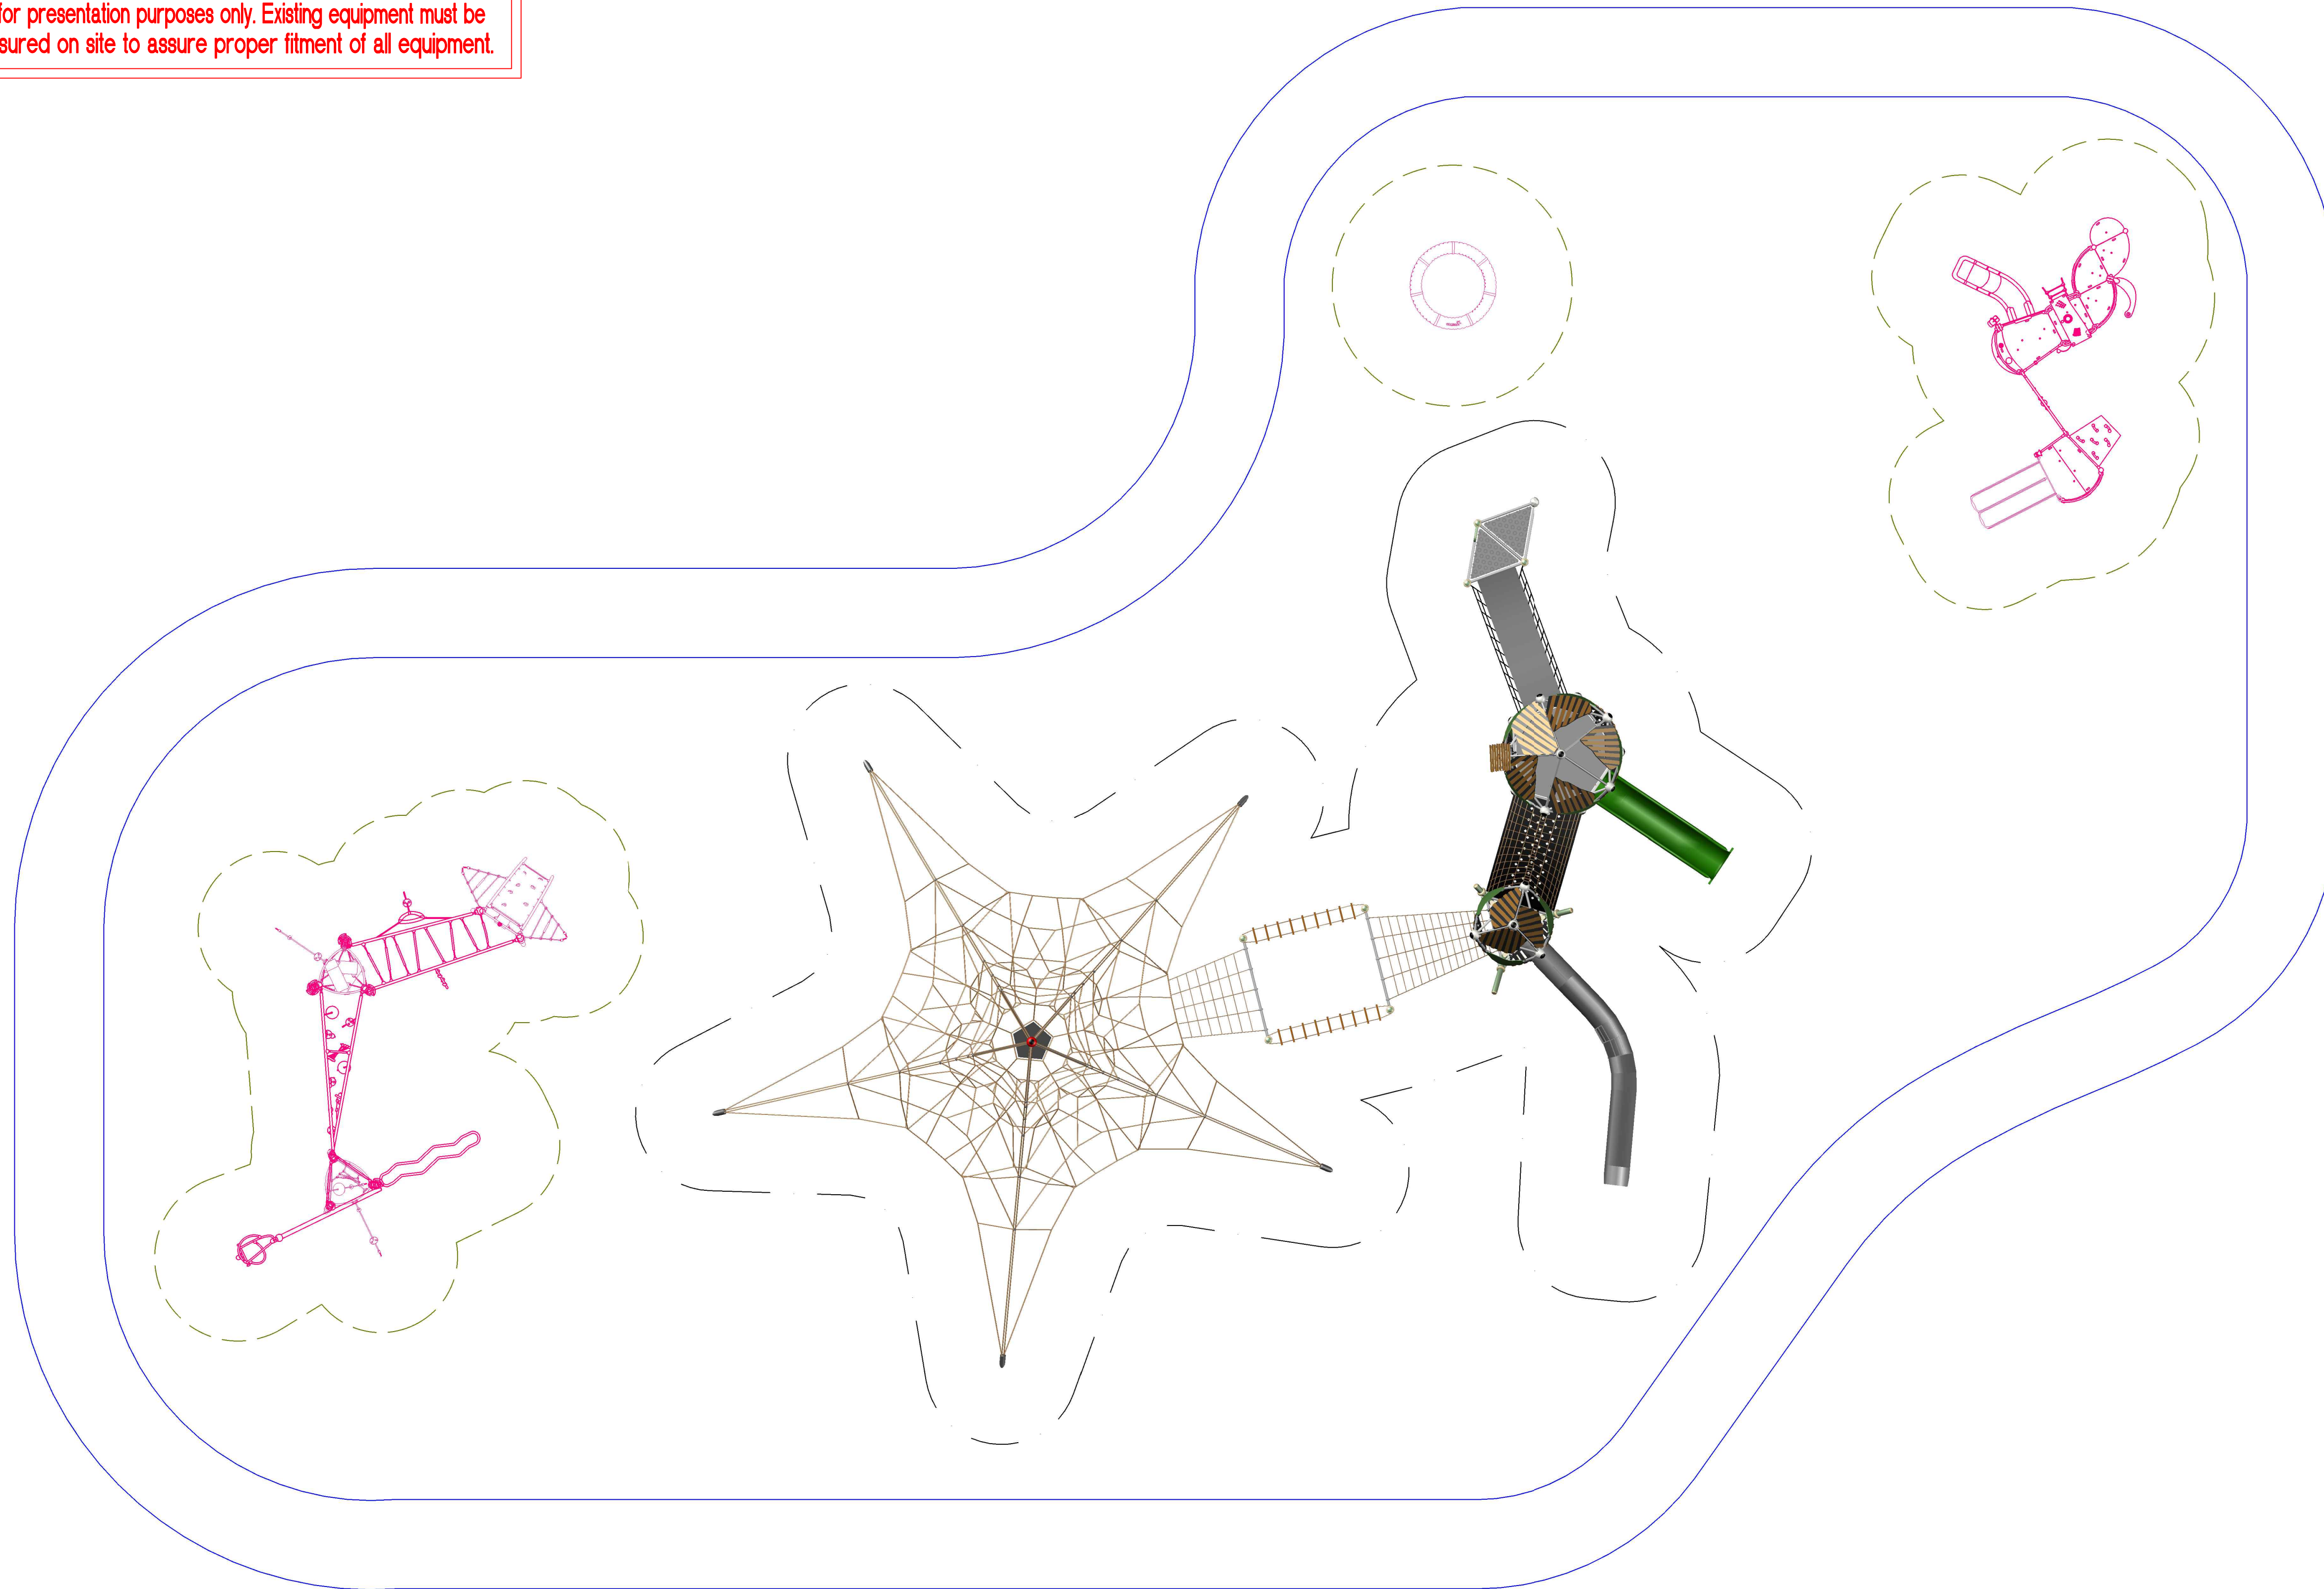 for presentation purposes only. Existing equipment must be
sured on site to assure proper fitment of all equipment.